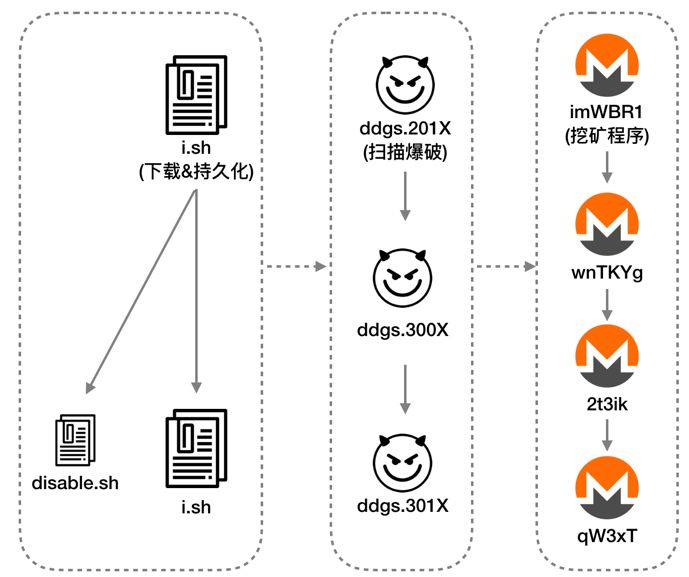 i.sh
(下载&持久化)
disable.sh
i.sh
ddgs.201X
(扫描爆破)
ddgs.300X
ddgs.301X
imWBR1
(挖矿程序)
wnTKYg
2t3ik
qW3xT